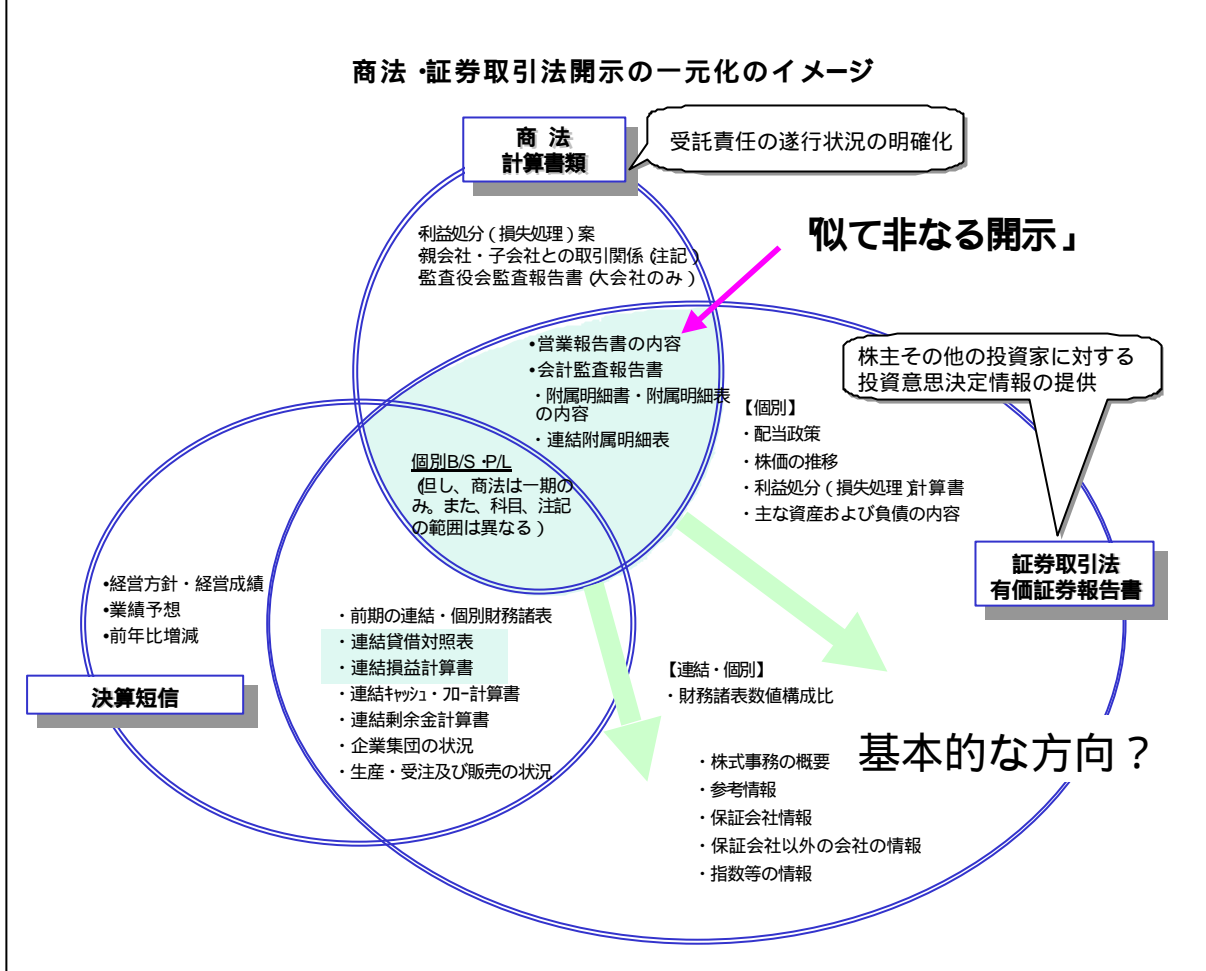 商法・証券取引法開示の一元化のイメージ
商 法
計算書類
受託責任の遂行状況の明確化
「似て非なる開示」
・利益処分（損失処理）案
・親会社・子会社との取引関係（注記）
・監査役会監査報告書（大会社のみ）
•営業報告書の内容
•会計監査報告書
・附属明細書・附属明細表
の内容
・連結附属明細表
株主その他の投資家に対する
投資意思決定情報の提供
【個別】
・配当政策
・株価の推移
・利益処分（損失処理）計算書
・主な資産および負債の内容
個別B/S・P/L
（但し、商法は一期の
み。また、科目、注記
の範囲は異なる）
証券取引法
有価証券報告書
•経営方針・経営成績
•業績予想
•前年比増減
決算短信
・前期の連結・個別財務諸表
・連結貸借対照表
・連結損益計算書
・連結ｷｬｯｼｭ・ﾌﾛｰ計算書
・連結剰余金計算書
・企業集団の状況
・生産・受注及び販売の状況
【連結・個別】
・財務諸表数値構成比
基本的な方向？
・株式事務の概要
・参考情報
・保証会社情報
・保証会社以外の会社の情報
・指数等の情報